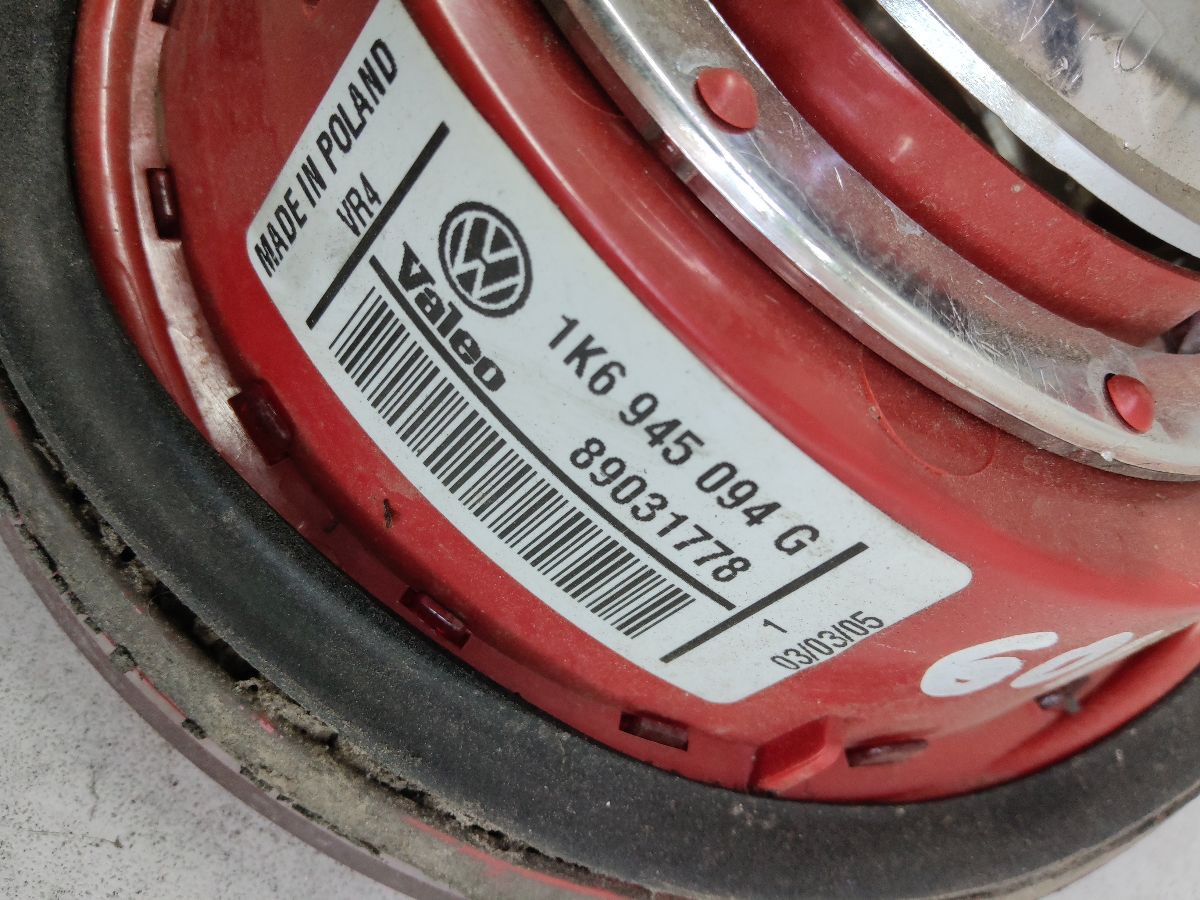 MADE IN POLAND
VR4
Valeo
1K6 945 094 G
89031778
1
03/03/05